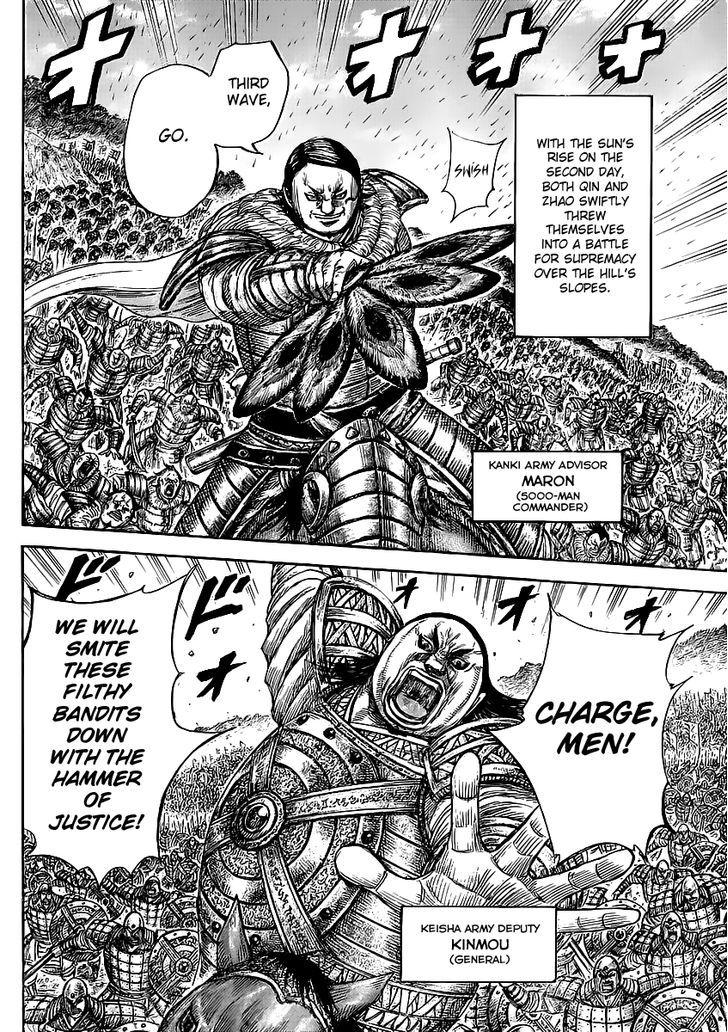 オ
オ
オ
オ
THIRD
WAVE,
GO.
SWISH
WITH THE SUN'S
RISE ON THE
SECOND DAY,
BOTH QIN AND
ZHAO SWIFTLY
THREW
THEMSELVES
INTO A BATTLE
FOR SUPREMACY
OVER THE HILL'S
SLOPES.
KANKI ARMY ADVISOR
MARON
(5000-MAN
COMMANDER)
ド
ド
オ
オ
オ
オ
CHARGE,
MEN!
WE WILL
SMITE
THESE
FILTHY
BANDITS
DOWN
WITH THE
HAMMER
OF
JUSTICE!
KEISHA ARMY DEPUTY
KINMOU
(GENERAL)